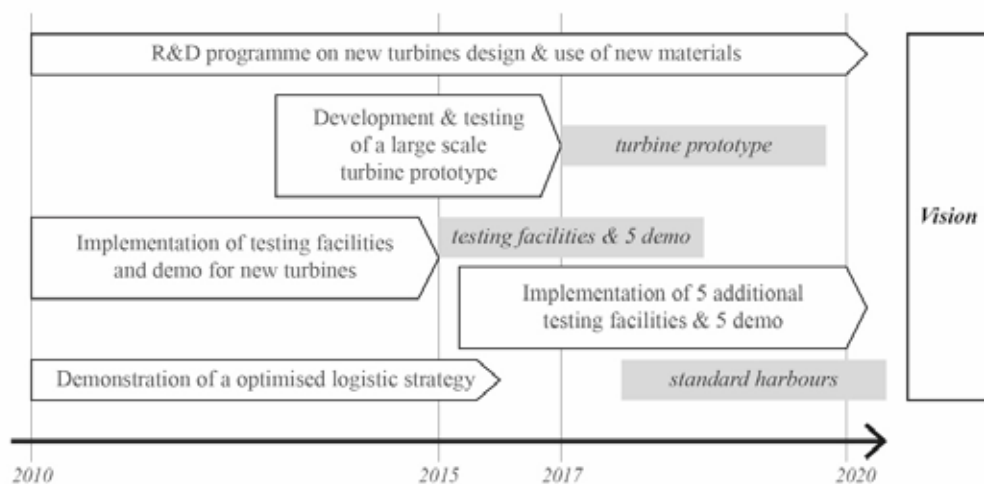 R&D programme on new turbines design & use of new materials
Development & testing
of a large scale
turbine prototype
turbine prototype
Vision
Implementation of testing facilities
and demo for new turbines
testing facilities & 5 demo
Implementation of 5 additional
testing facilities & 5 demo
Demonstration of a optimised logistic strategy
standard harbours
2010
2015
2017
2020